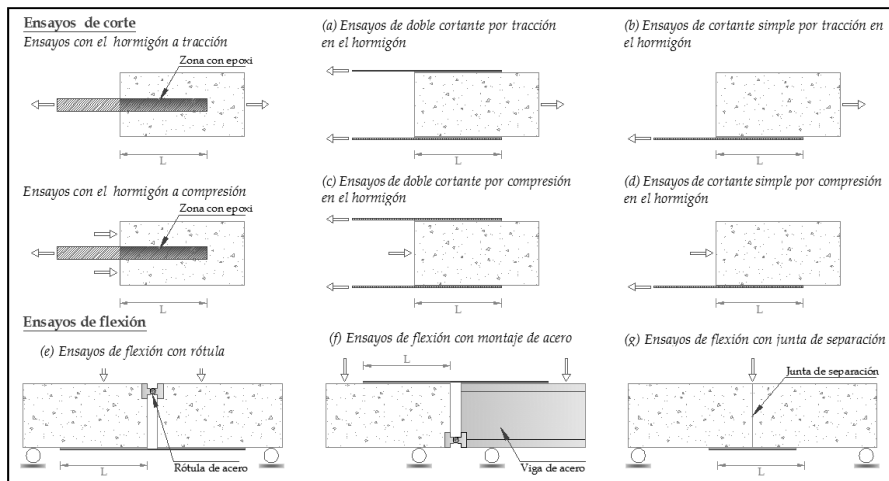 Ensayos de corte
Ensayos con el hormigón a tracción
Zona con epoxi
L
(a) Ensayos de doble cortante por tracción
en el hormigón
L
(b) Ensayos de cortante simple por tracción en
el hormigón
L
Ensayos con el hormigón a compresión
Zona con epoxi
L
(c) Ensayos de doble cortante por compresión
en el hormigón
L
(d) Ensayos de cortante simple por compresión
en el hormigón
L
Ensayos de flexión
(e) Ensayos de flexión con rótula
L
Rótula de acero
(f) Ensayos de flexión con montaje de acero
L
Viga de acero
(g) Ensayos de flexión con junta de separación
Junta de separación
L